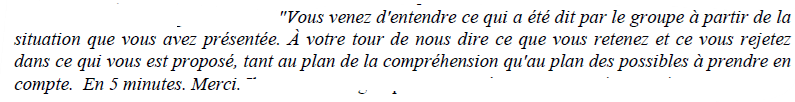 "Vous venez d'entendre ce qui a été dit par le groupe à partir de la
situation que vous avez présentée. À votre tour de nous dire ce que vous retenez et ce vous rejetez
dans ce qui vous est proposé, tant au plan de la compréhension qu'au plan des possibles à prendre en
compte. En 5 minutes. Merci.